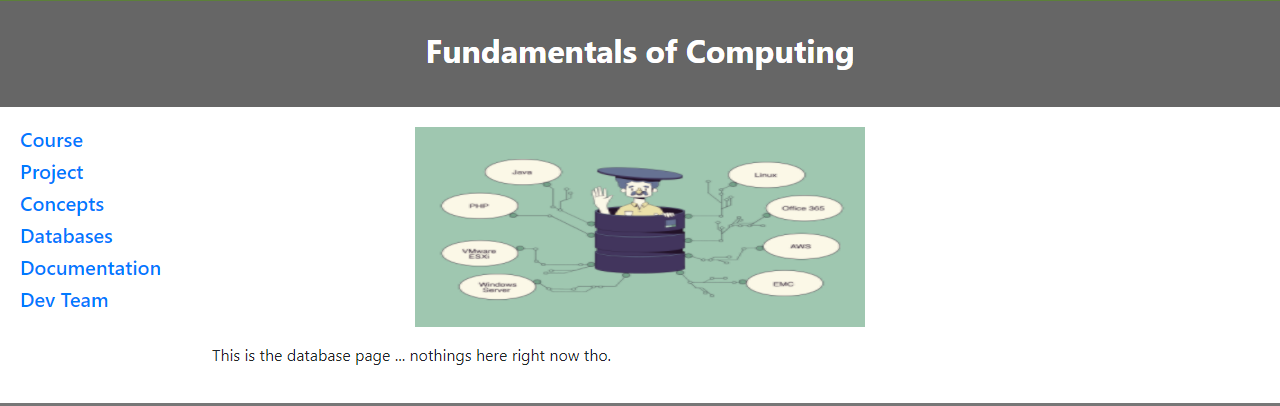 Fundamentals of Computing
Course
Project
Concepts
Databases
Documentation
Dev Team
Java
PHP
VMware
ESXi
Windows
Server
Linux
Office 365
AWS
EMC
This is the database page ... nothings here right now tho.